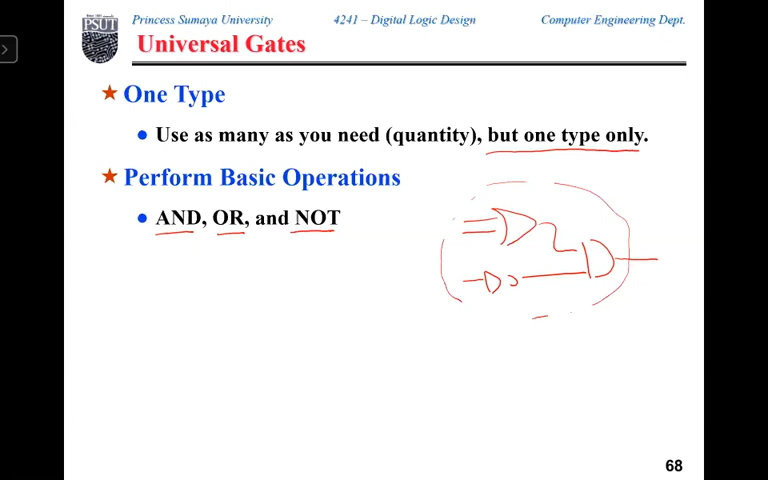 Princess Sumaya University 4241 – Digital Logic Design Computer Engineering Dept.
PSUT
Universal Gates
One Type
Use as many as you need (quantity), but one type only.
Perform Basic Operations
AND, OR, and NOT
68